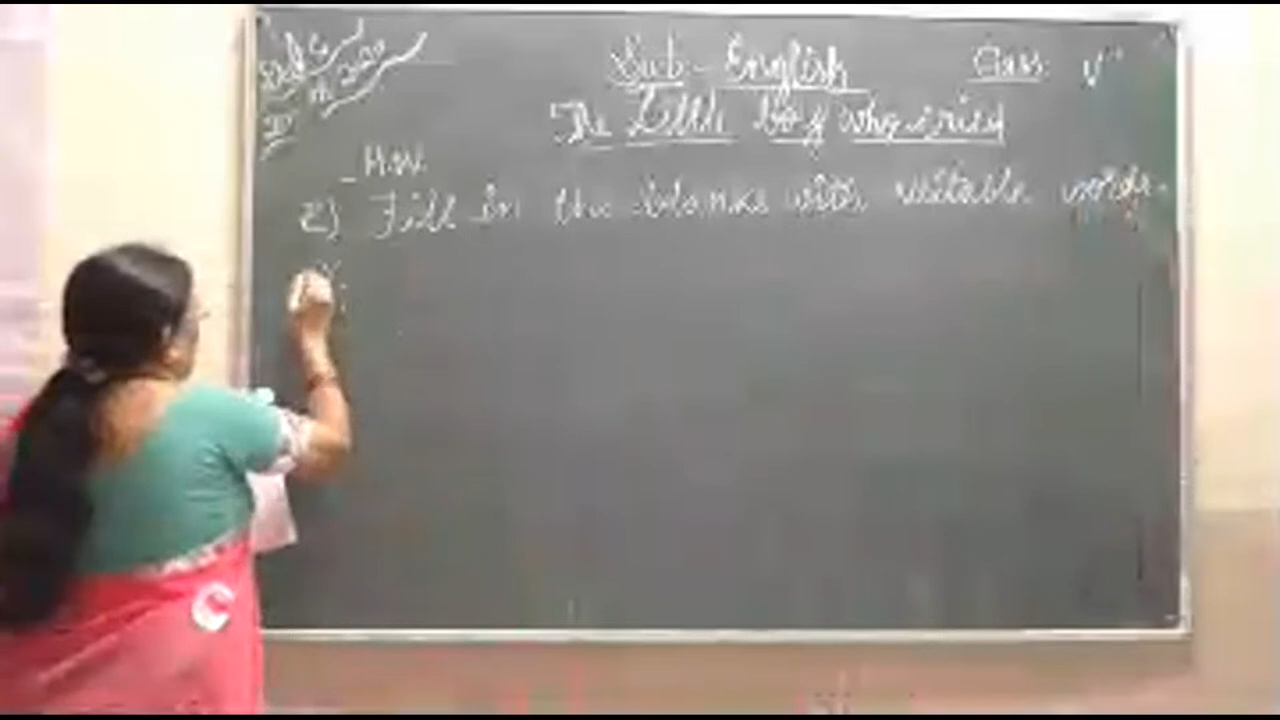 Sub - English Class V
The Little boy who cried
H.W.
2) Fill in the blanks with suitable words.